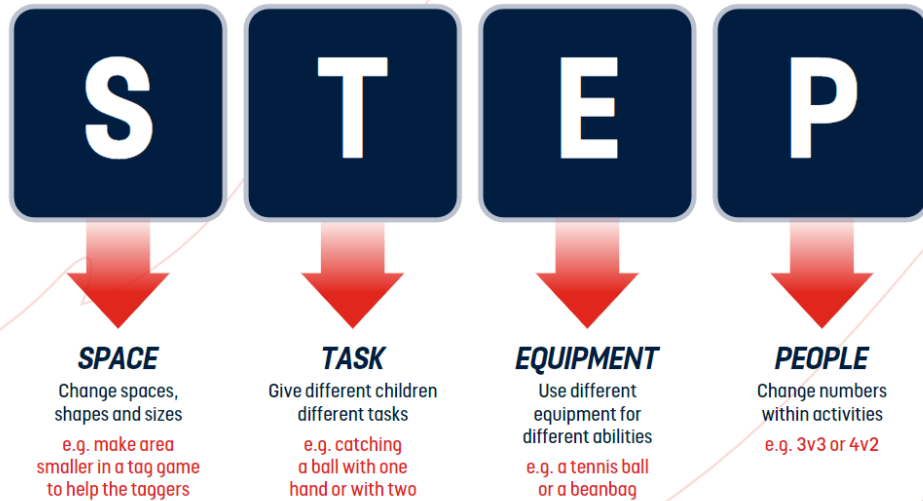 S
T
E
P
SPACE
Change spaces,
shapes and sizes
e.g. make area
smaller in a tag game
to help the taggers
TASK
Give different children
different tasks
e.g. catching
a ball with one
hand or with two
EQUIPMENT
Use different
equipment for
different abilities
e.g. a tennis ball
or a beanbag
PEOPLE
Change numbers
within activities
e.g. 3v3 or 4v2